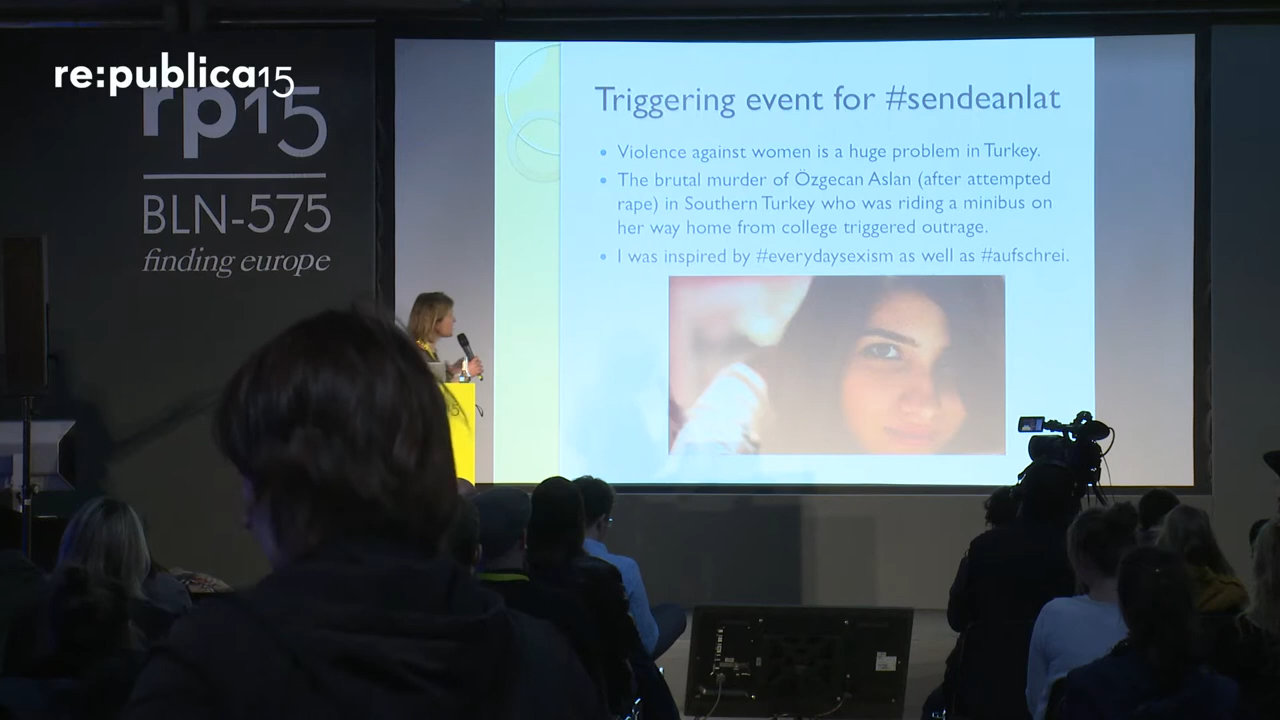 re:publica15
rp15
BLN-575
finding europe
Triggering event for #sendeanlat
• Violence against women is a huge problem in Turkey.
• The brutal murder of Özgecan Aslan (after attempted
rape) in Southern Turkey who was riding a minibus on
her way home from college triggered outrage.
• I was inspired by #everydaysexism as well as #aufschrei.
15